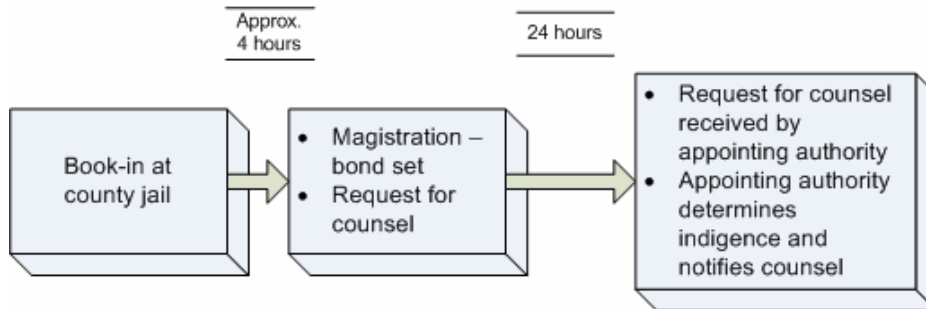 Approx.
4 hours
24 hours
Book-in at
county jail
• Magistration –
bond set
• Request for
counsel
• Request for counsel
received by
appointing authority
• Appointing authority
determines
indigence and
notifies counsel